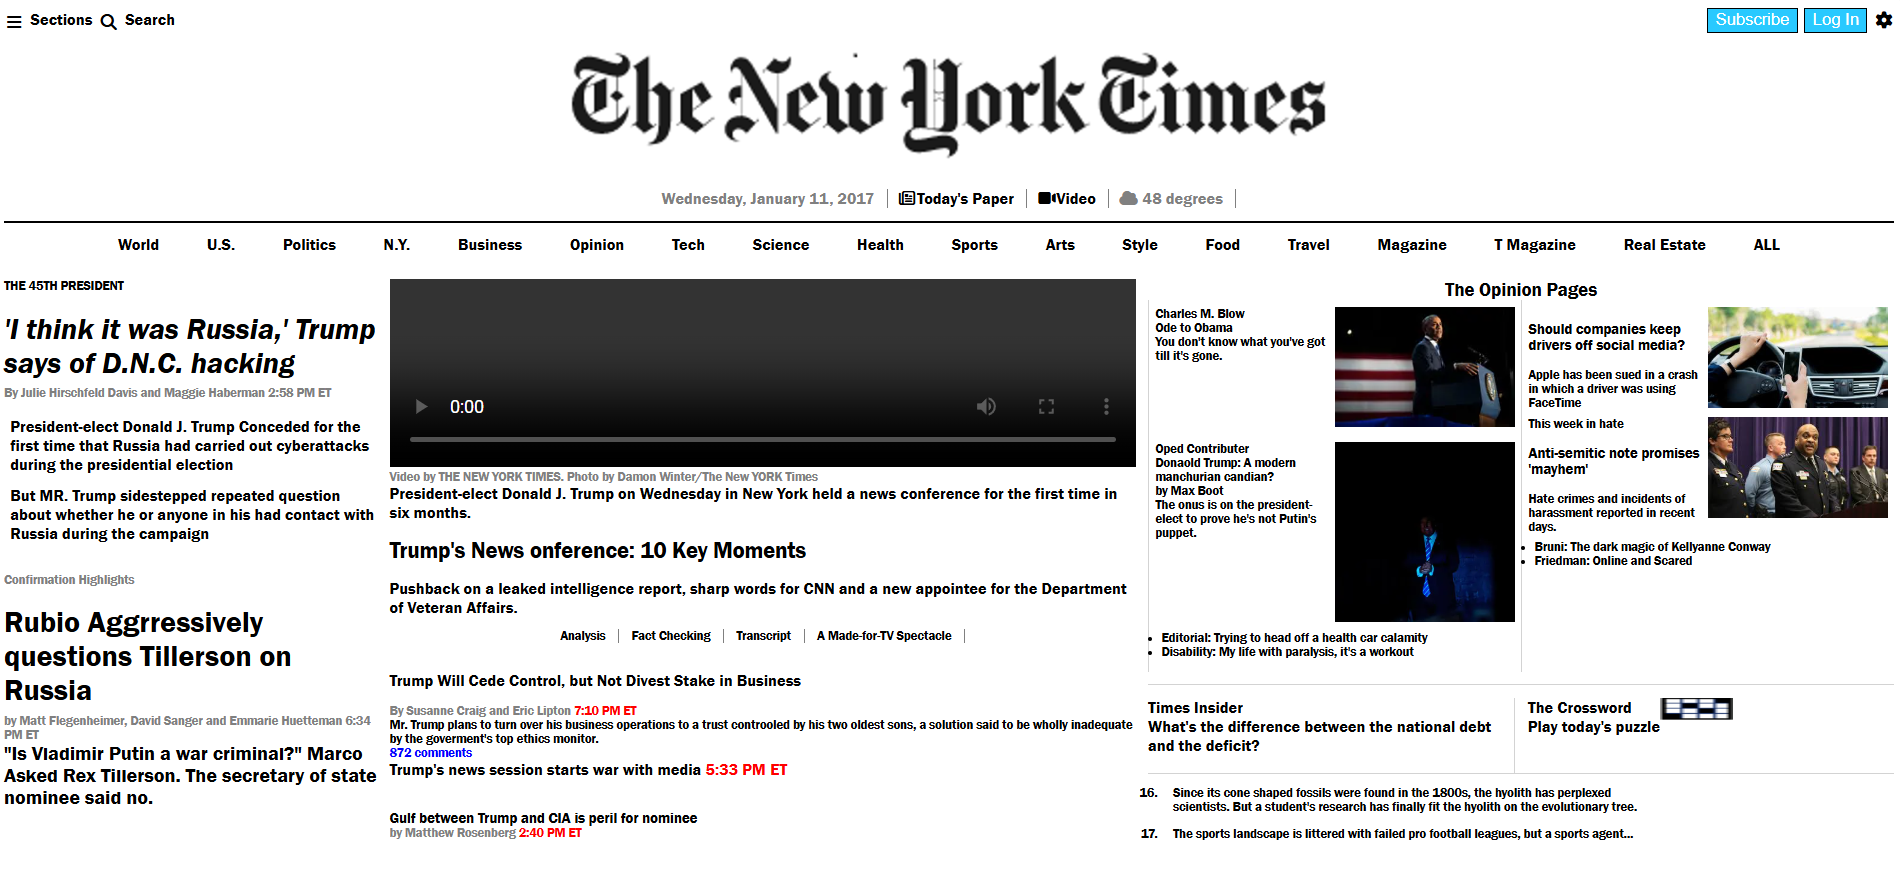 Sections Search
Subscribe Log In
The New York Times
Wednesday, January 11, 2017 Today's Paper Video 48 degrees
World U.S. Politics N.Y. Business Opinion Tech Science Health Sports Arts Style Food Travel Magazine T Magazine Real Estate ALL
THE 45TH PRESIDENT
'I think it was Russia,' Trump
says of D.N.C. hacking
By Julie Hirschfeld Davis and Maggie Haberman 2:58 PM ET
President-elect Donald J. Trump Conceded for the
first time that Russia had carried out cyberattacks
during the presidential election
But MR. Trump sidestepped repeated question
about whether he or anyone in his had contact with
Russia during the campaign
Confirmation Highlights
Rubio Aggrressively
questions Tillerson on
Russia
by Matt Flegenheimer, David Sanger and Emmarie Huetteman 6:34
PM ET
"Is Vladimir Putin a war criminal?" Marco
Asked Rex Tillerson. The secretary of state
nominee said no.
0:00
Video by THE NEW YORK TIMES. Photo by Damon Winter/The New YORK Times
President-elect Donald J. Trump on Wednesday in New York held a news conference for the first time in
six months.
Trump's News onference: 10 Key Moments
Pushback on a leaked intelligence report, sharp words for CNN and a new appointee for the Department
of Veteran Affairs.
Analysis Fact Checking Transcript A Made-for-TV Spectacle
Trump Will Cede Control, but Not Divest Stake in Business
By Susanne Craig and Eric Lipton 7:10 PM ET
Mr. Trump plans to turn over his business operations to a trust controoled by his two oldest sons, a solution said to be wholly inadequate
by the goverment's top ethics monitor.
872 comments
Trump's news session starts war with media 5:33 PM ET
Gulf between Trump and CIA is peril for nominee
by Matthew Rosenberg 2:40 PM ET
The Opinion Pages
Charles M. Blow
Ode to Obama
You don't know what you've got
till it's gone.
Oped Contributer
Donaold Trump: A modern
manchurian candian?
by Max Boot
The onus is on the president-
elect to prove he's not Putin's
puppet.
Editorial: Trying to head off a health car calamity
Disability: My life with paralysis, it's a workout
Should companies keep
drivers off social media?
Apple has been sued in a crash
in which a driver was using
FaceTime
This week in hate
Anti-semitic note promises
'mayhem'
Hate crimes and incidents of
harassment reported in recent
days.
Bruni: The dark magic of Kellyanne Conway
Friedman: Online and Scared
Times Insider
What's the difference between the national debt
and the deficit?
The Crossword
Play today's puzzle
16. Since its cone shaped fossils were found in the 1800s, the hyolith has perplexed
scientists. But a student's research has finally fit the hyolith on the evolutionary tree.
17. The sports landscape is littered with failed pro football leagues, but a sports agent...